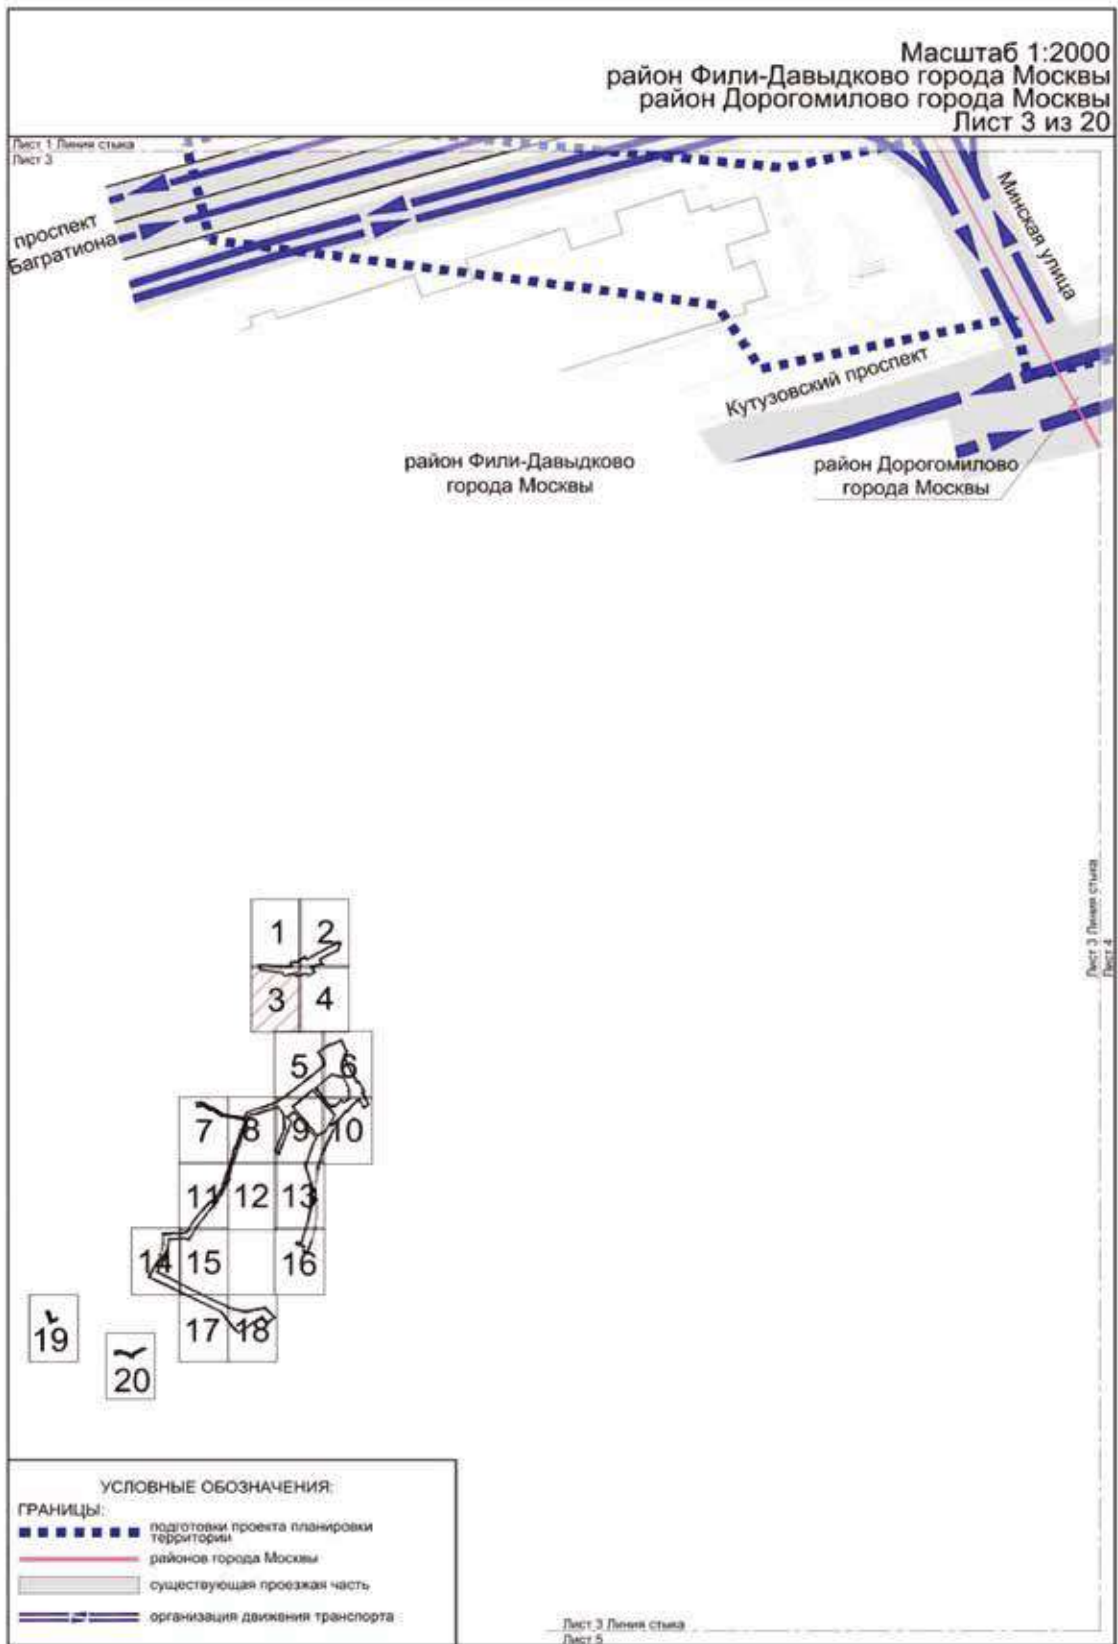 Масштаб 1:2000
район Фили-Давыдково города Москвы
район Дорогомилово города Москвы
Лист 3 из 20
Лист 1 Линия стыка
Лист 3
проспект
Багратиона
Минская улица
Кутузовский проспект
район Фили-Давыдково
города Москвы
район Дорогомилово
города Москвы
Лист 3 Линия стыка
Лист 4
1 2
3 4
5 6
7 8 9 10
11 12 13
14 15 16
17 18
19
20
УСЛОВНЫЕ ОБОЗНАЧЕНИЯ:
ГРАНИЦЫ:
подготовки проекта планировки
территории
районов города Москвы
существующая проезжая часть
организация движения транспорта
Лист 3 Линия стыка
Лист 5